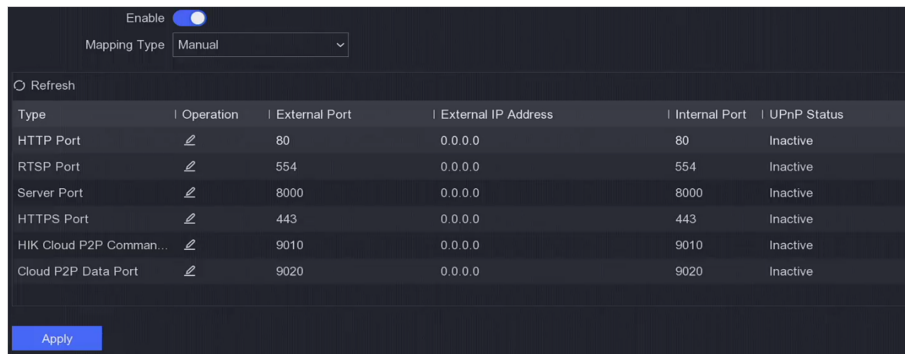 Enable
Mapping Type Manual
Refresh
Type Operation External Port External IP Address Internal Port UPnP Status
HTTP Port 80 0.0.0.0 80 Inactive
RTSP Port 554 0.0.0.0 554 Inactive
Server Port 8000 0.0.0.0 8000 Inactive
HTTPS Port 443 0.0.0.0 443 Inactive
HIK Cloud P2P Comman... 9010 0.0.0.0 9010 Inactive
Cloud P2P Data Port 9020 0.0.0.0 9020 Inactive
Apply